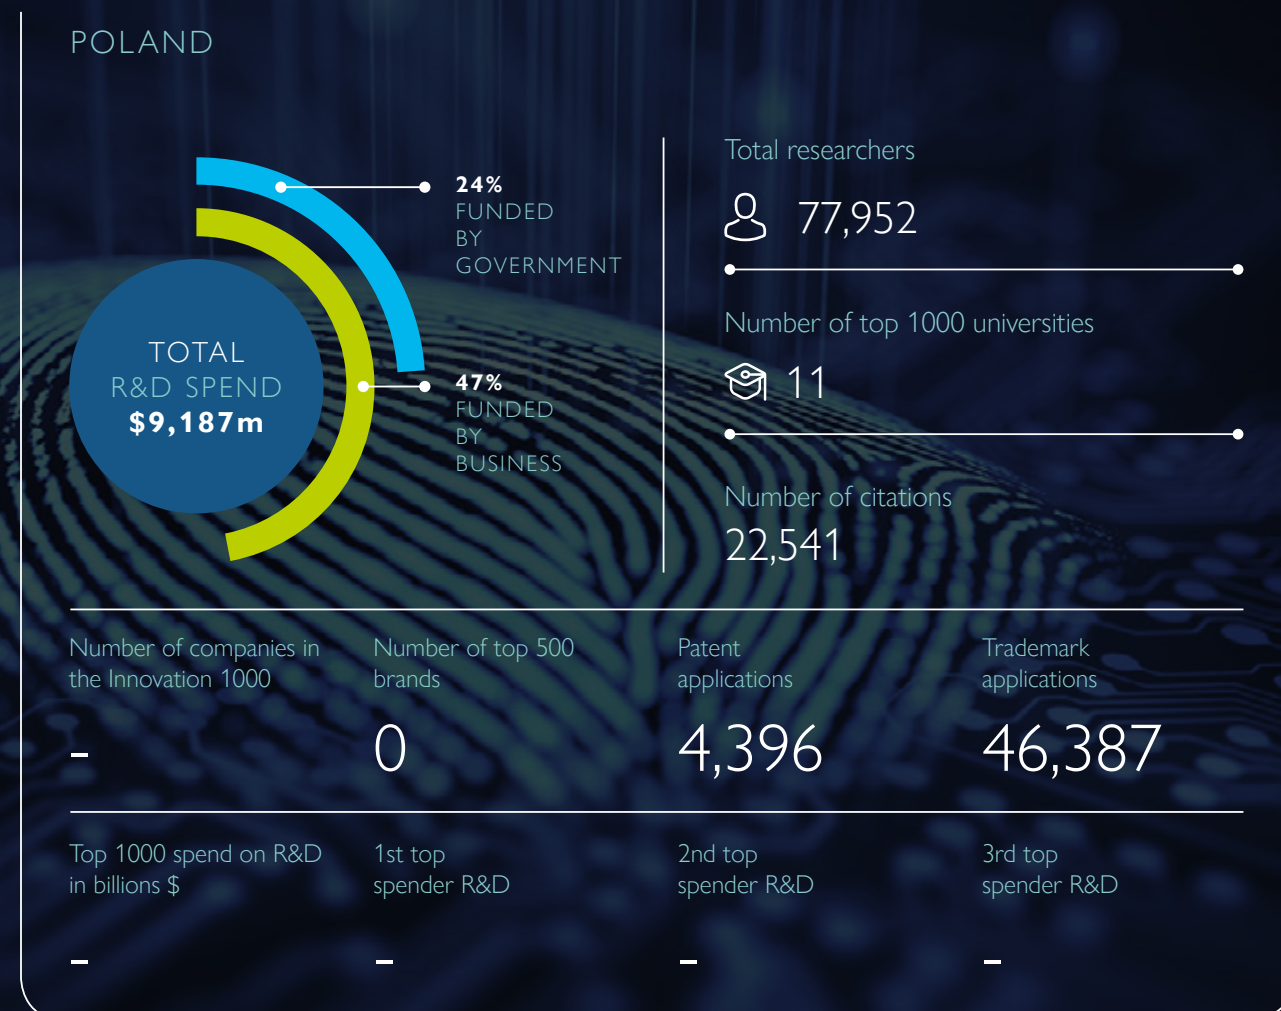 POLAND
TOTAL
R&D SPEND
$9,187m
24%
FUNDED
BY
GOVERNMENT
47%
FUNDED
BY
BUSINESS
Total researchers
77,952
Number of top 1000 universities
11
Number of citations
22,541
Number of companies in
the Innovation 1000
-
Number of top 500
brands
0
Patent
applications
4,396
Trademark
applications
46,387
Top 1000 spend on R&D
in billions $
-
1st top
spender R&D
-
2nd top
spender R&D
-
3rd top
spender R&D
-